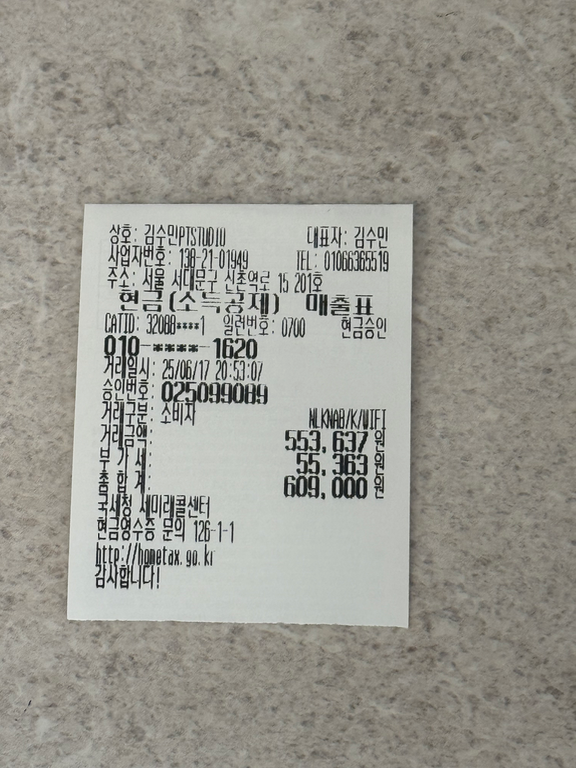 상호: 김수민PTSTUDIO 대표자: 김수민
사업자번호: 138-21-01949 TEL: 01066365519
주소: 서울 서대문구 신촌역로 15 201호
현금(소득공제) 매출표
CATID: 32088****1 일련번호: 0700 현금승인
010-****-1620
거래일시: 25/06/17 20:53:07
승인번호: 025099089
거래구분: 소비자 NLKNAB/K/WIFI
거래금액: 553,637 원
부 가 세: 55,363 원
총 합 계: 609,000 원
국세청 세미래콜센터
현금영수증 문의 126-1-1
http://hometax.go.kr
감사합니다!